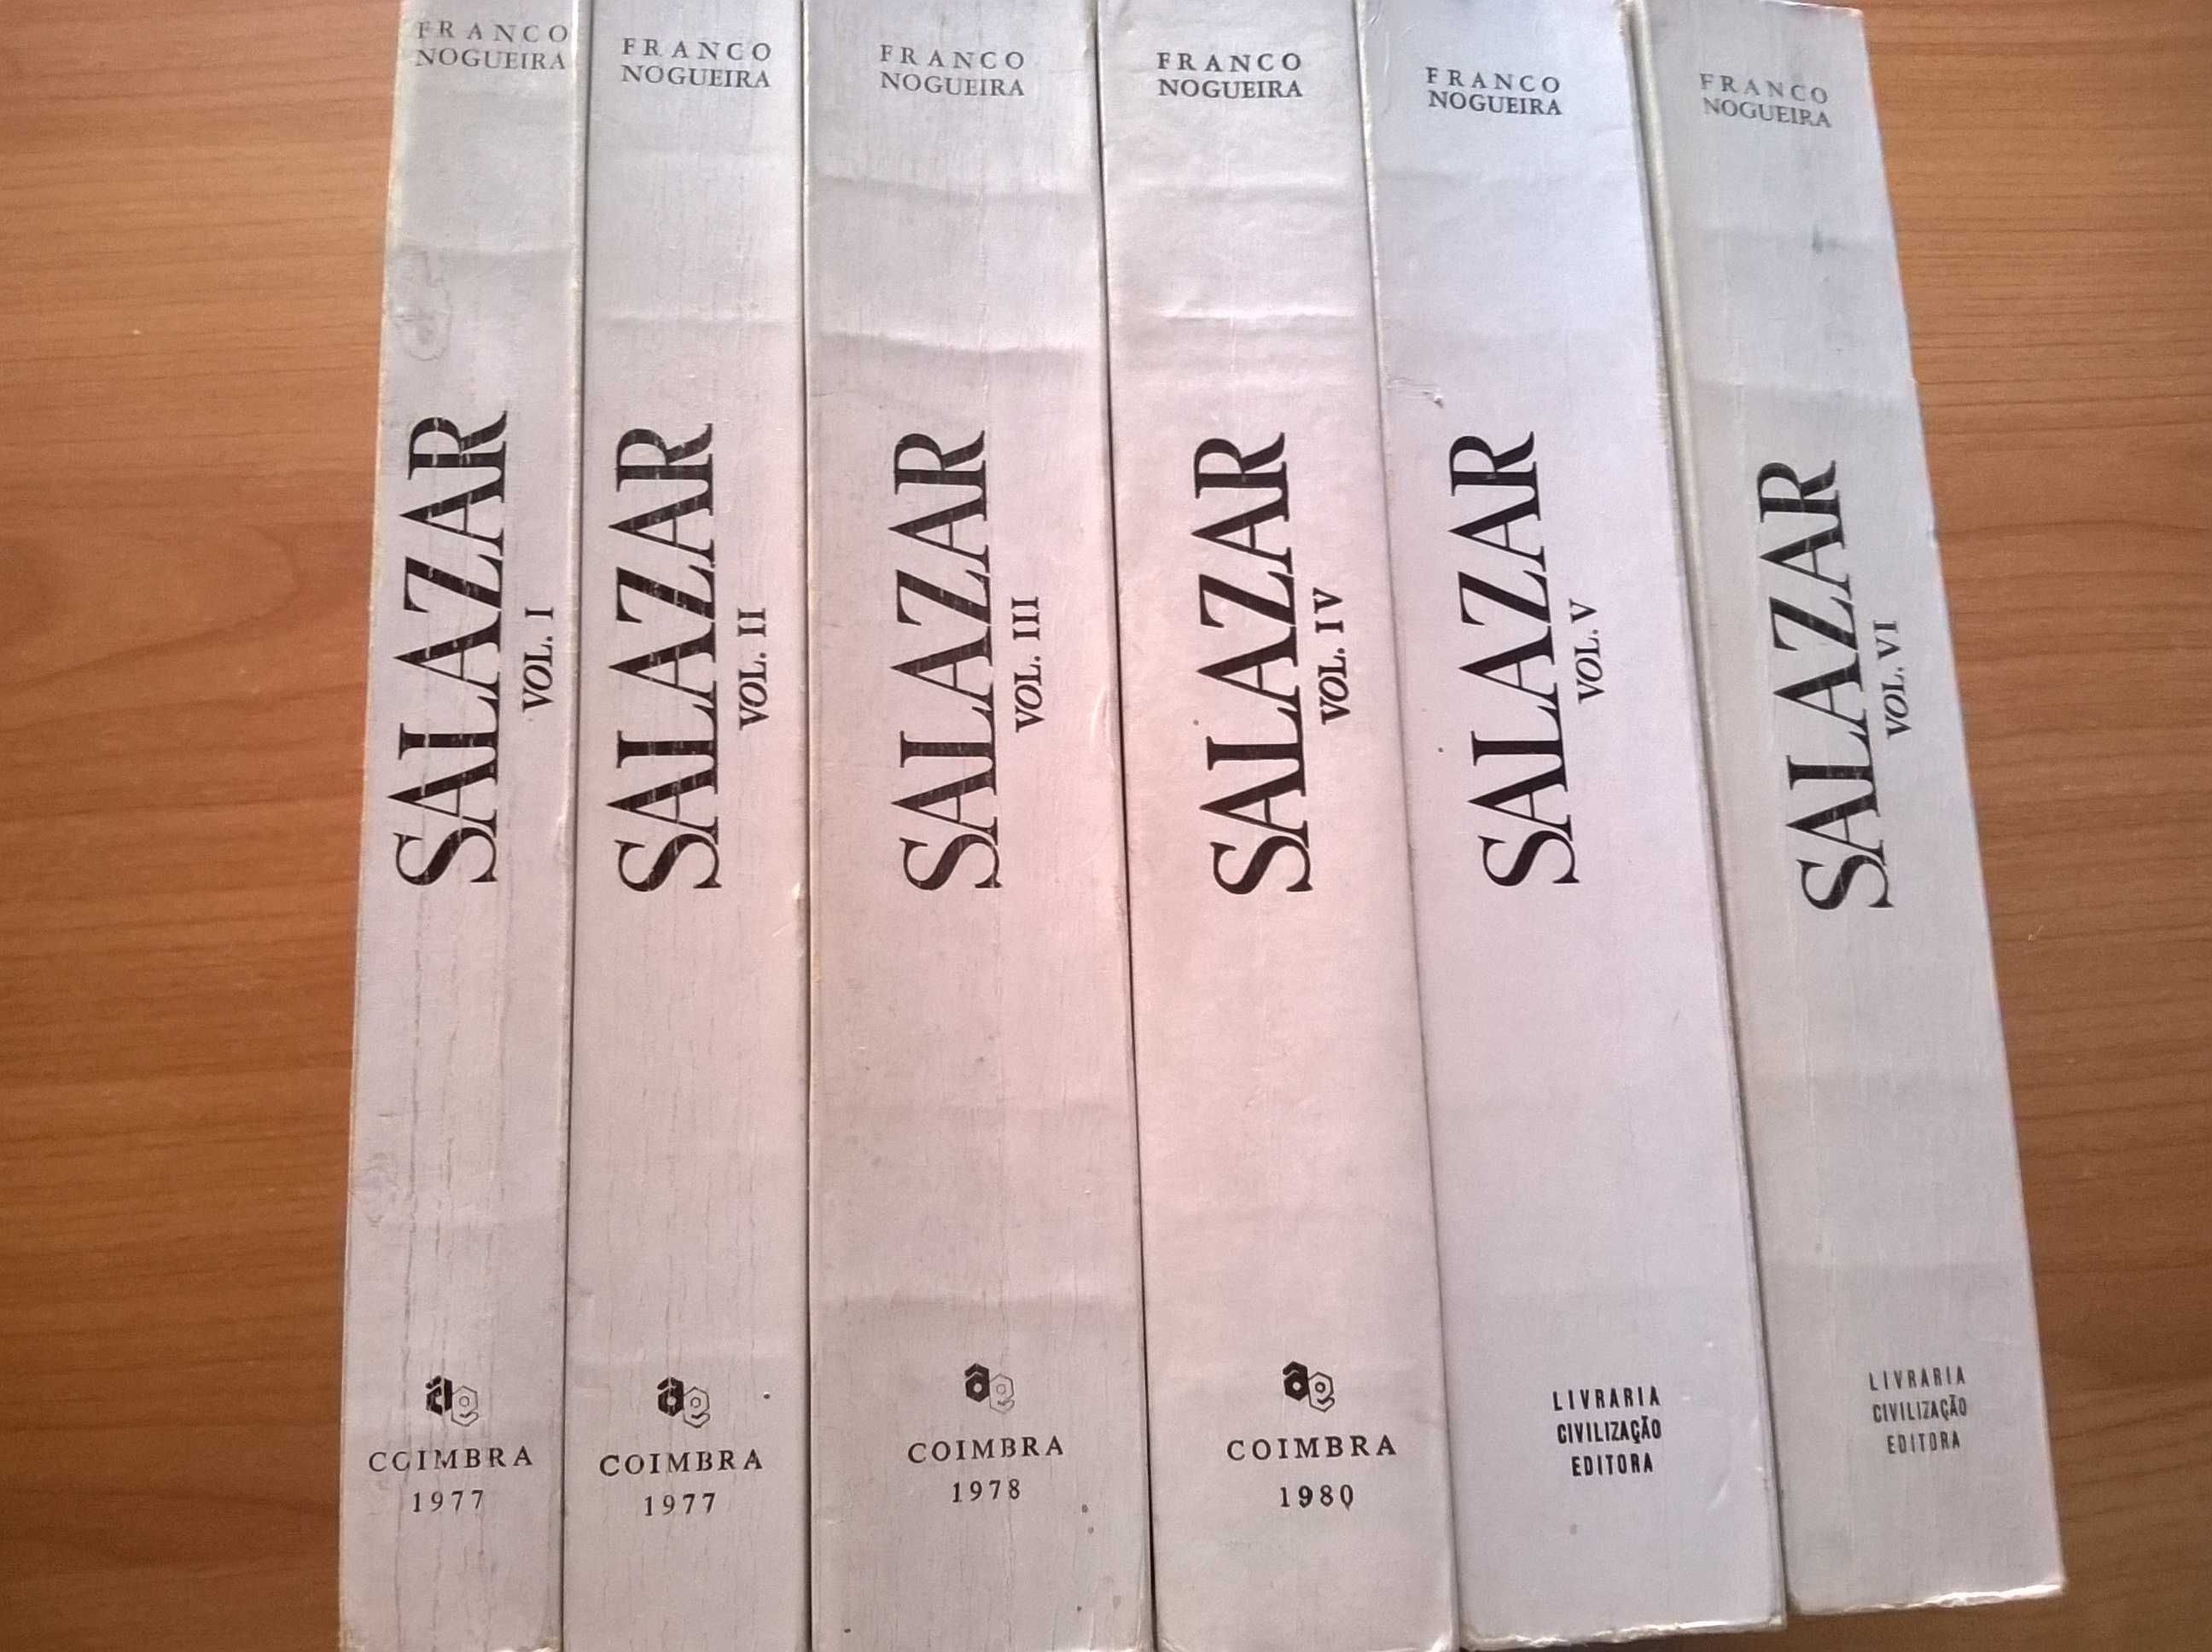 FRANCO
NOGUEIRA
SALAZAR
VOL. I
COIMBRA
1977
FRANCO
NOGUEIRA
SALAZAR
VOL. II
COIMBRA
1977
FRANCO
NOGUEIRA
SALAZAR
VOL. III
COIMBRA
1978
FRANCO
NOGUEIRA
SALAZAR
VOL. IV
COIMBRA
1980
FRANCO
NOGUEIRA
SALAZAR
VOL. V
LIVRARIA
CIVILIZAÇÃO
EDITORA
FRANCO
NOGUEIRA
SALAZAR
VOL. VI
LIVRARIA
CIVILIZAÇÃO
EDITORA